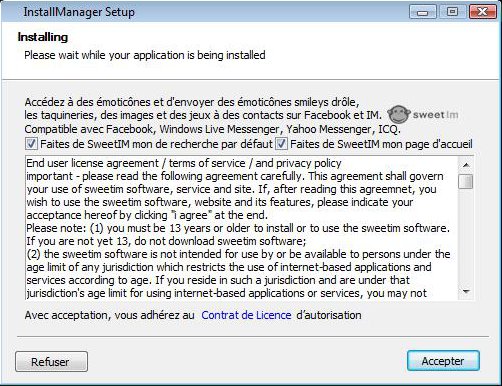 InstallManager Setup
Installing
Please wait while your application is being installed
Accédez à des émoticônes et d'envoyer des émoticônes smileys drôle,
les taquineries, des images et des jeux à des contacts sur Facebook et IM.
sweetim
Compatible avec Facebook, Windows Live Messenger, Yahoo Messenger, ICQ.
Faites de SweetIM mon de recherche par défaut
Faites de SweetIM mon page d'accueil
End user license agreement / terms of service / and privacy policy
important - please read the following agreement carefully. This agreement shall govern
your use of sweetim software, service and site. If, after reading this agreemnet, you
wish to use the sweetim software, website and its features, please indicate your
acceptance hereof by clicking "i agree" at the end.
Please note: (1) you must be 13 years or older to install or to use the sweetim software.
If you are not yet 13, do not download sweetim software;
(2) the sweetim software is not intended for use by or be available to persons under the
age limit of any jurisdiction which restricts the use of internet-based applications and
services according to age. If you reside in such a jurisdiction and are under that
jurisdiction's age limit for using internet-based applications or services, you may not
Avec acceptation, vous adhérez au Contrat de Licence d'autorisation
Refuser
Accepter